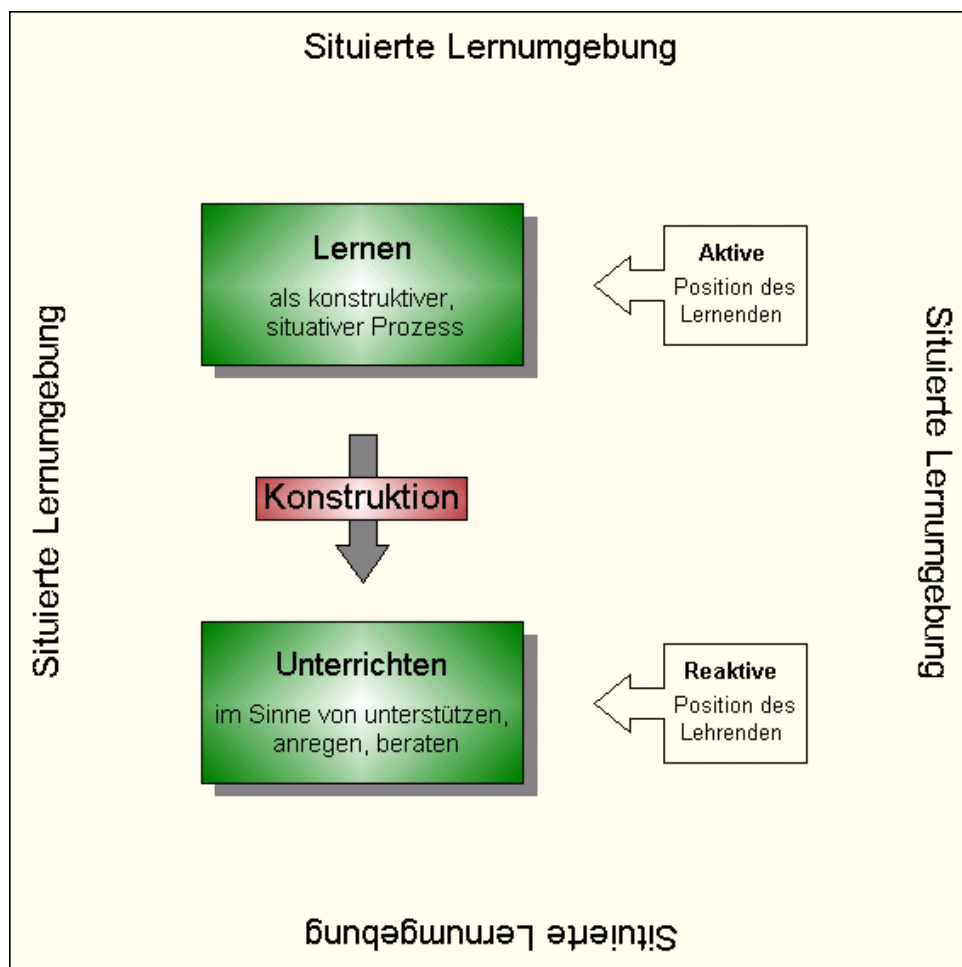 Situierte Lernumgebung
Lernen
als konstruktiver,
situativer Prozess
Aktive
Position des
Lernenden
Situierte Lernumgebung
Situierte Lernumgebung
Konstruktion
Unterrichten
im Sinne von unterstützen,
anregen, beraten
Reaktive
Position des
Lehrenden
Situierte Lernumgebung